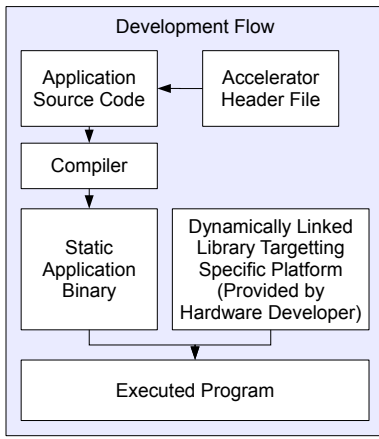 Development Flow
Application
Source Code
Accelerator
Header File
Compiler
Static
Application
Binary
Dynamically Linked
Library Targetting
Specific Platform
(Provided by
Hardware Developer)
Executed Program